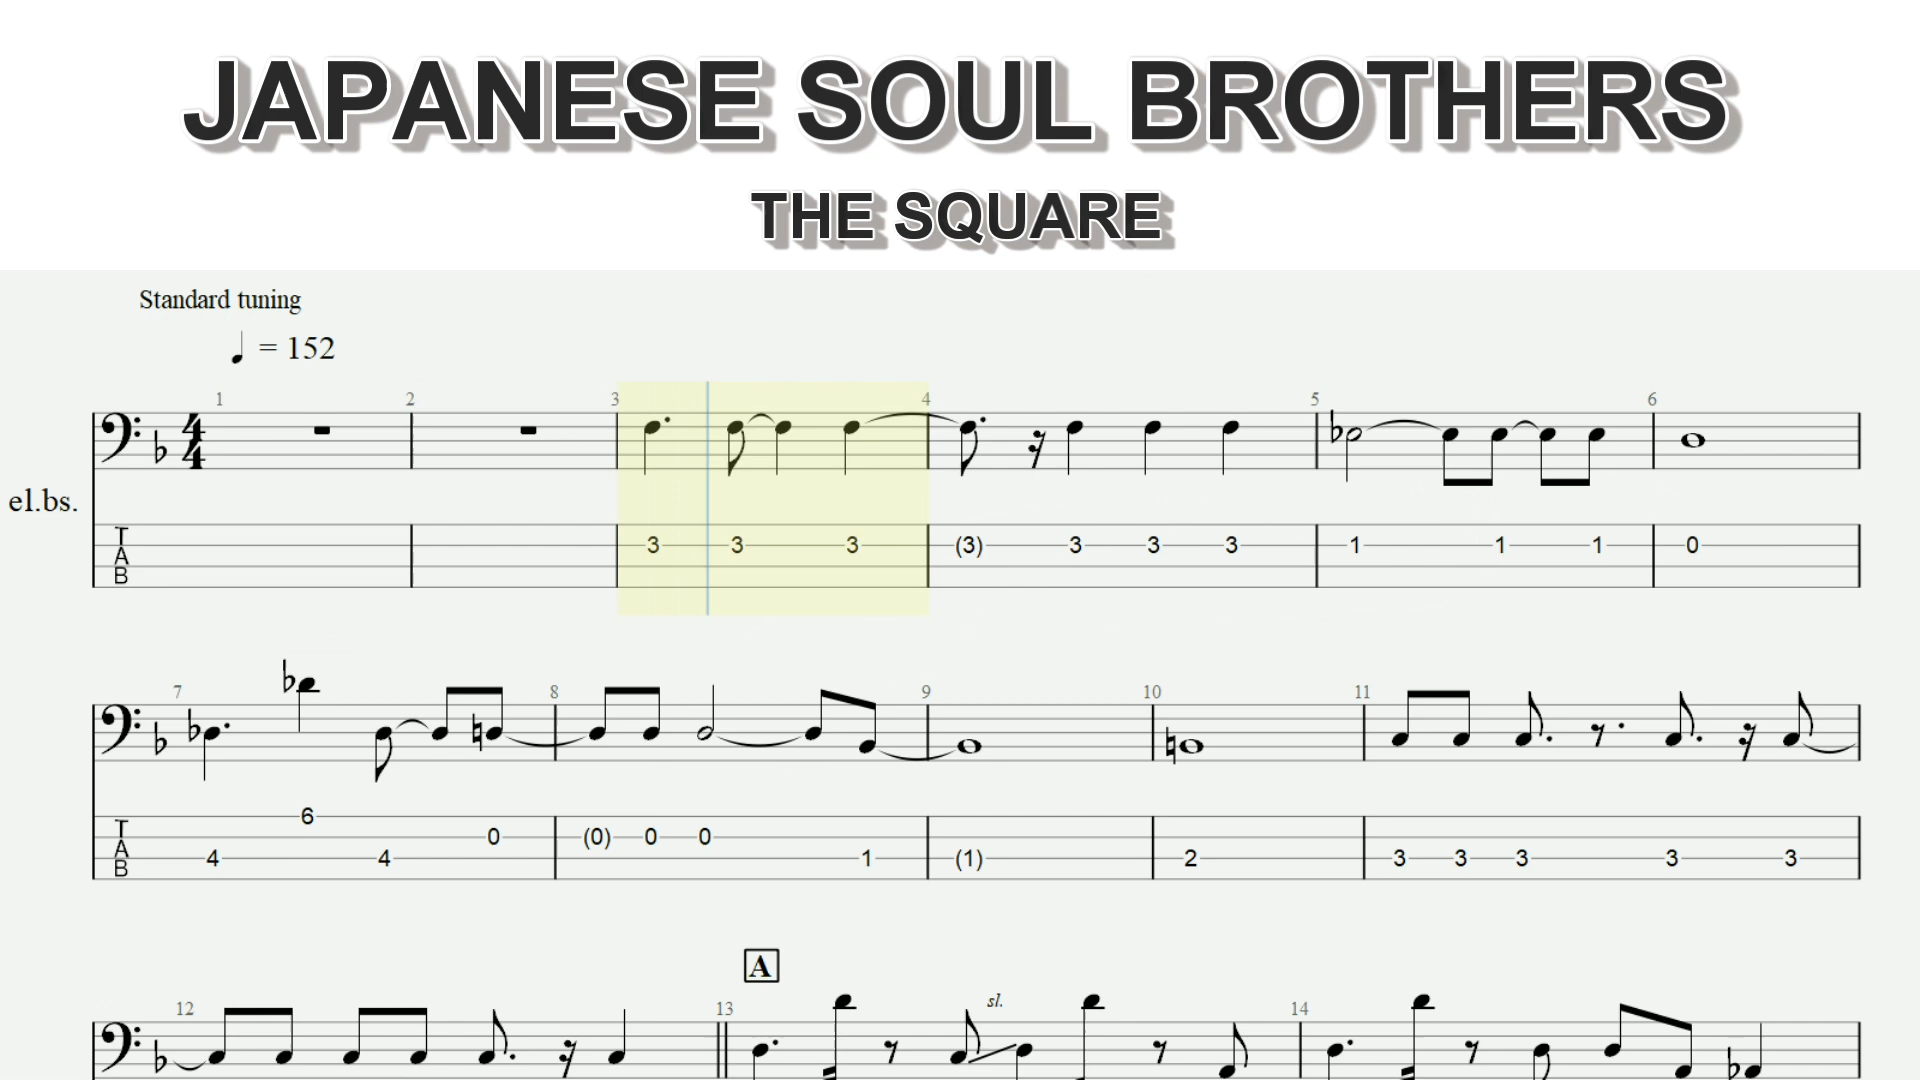 JAPANESE SOUL BROTHERS
THE SQUARE
Standard tuning
= 152
1 2 3 4 5 6
4
4
el.bs.
T
A
B
3 3 3 (3) 3 3 3 1 1 1 0
7 8 9 10 11
T
A
B
6
0 (0) 0 0
4 4 1 (1) 2 3 3 3 3 3
A
12 13 sl. 14